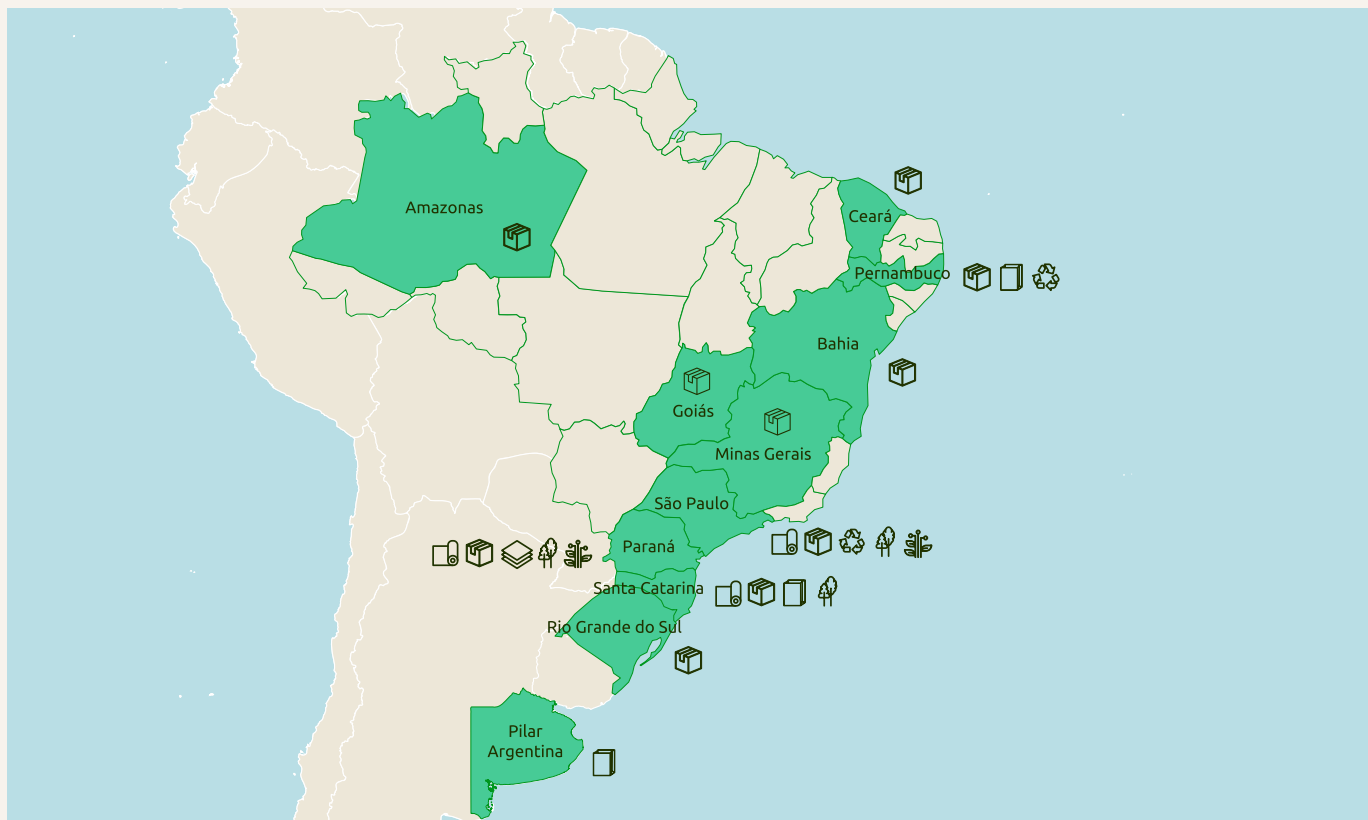 Amazonas
Ceará
Pernambuco
Bahia
Goiás
Minas Gerais
São Paulo
Paraná
Santa Catarina
Rio Grande do Sul
Pilar
Argentina